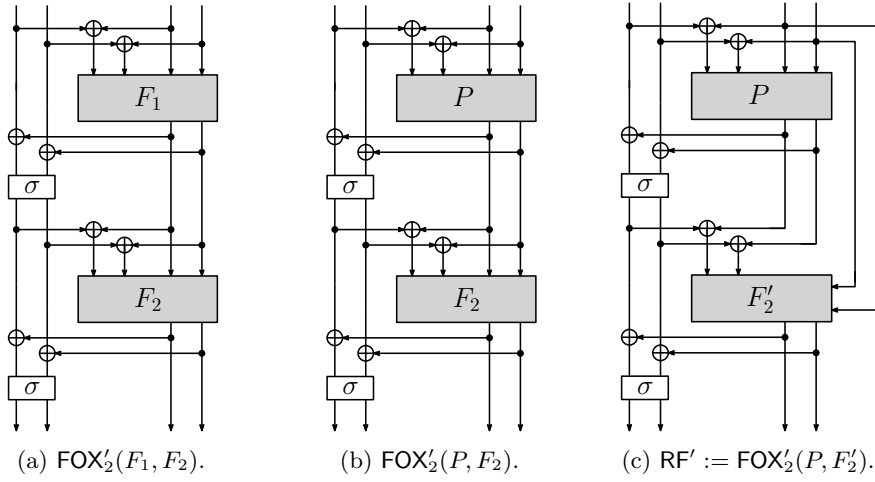 F₁ P P
σ σ σ
F₂ F₂ F′₂
σ σ σ
(a) FOX′₂(F₁, F₂). (b) FOX′₂(P, F₂). (c) RF′ := FOX′₂(P, F′₂).